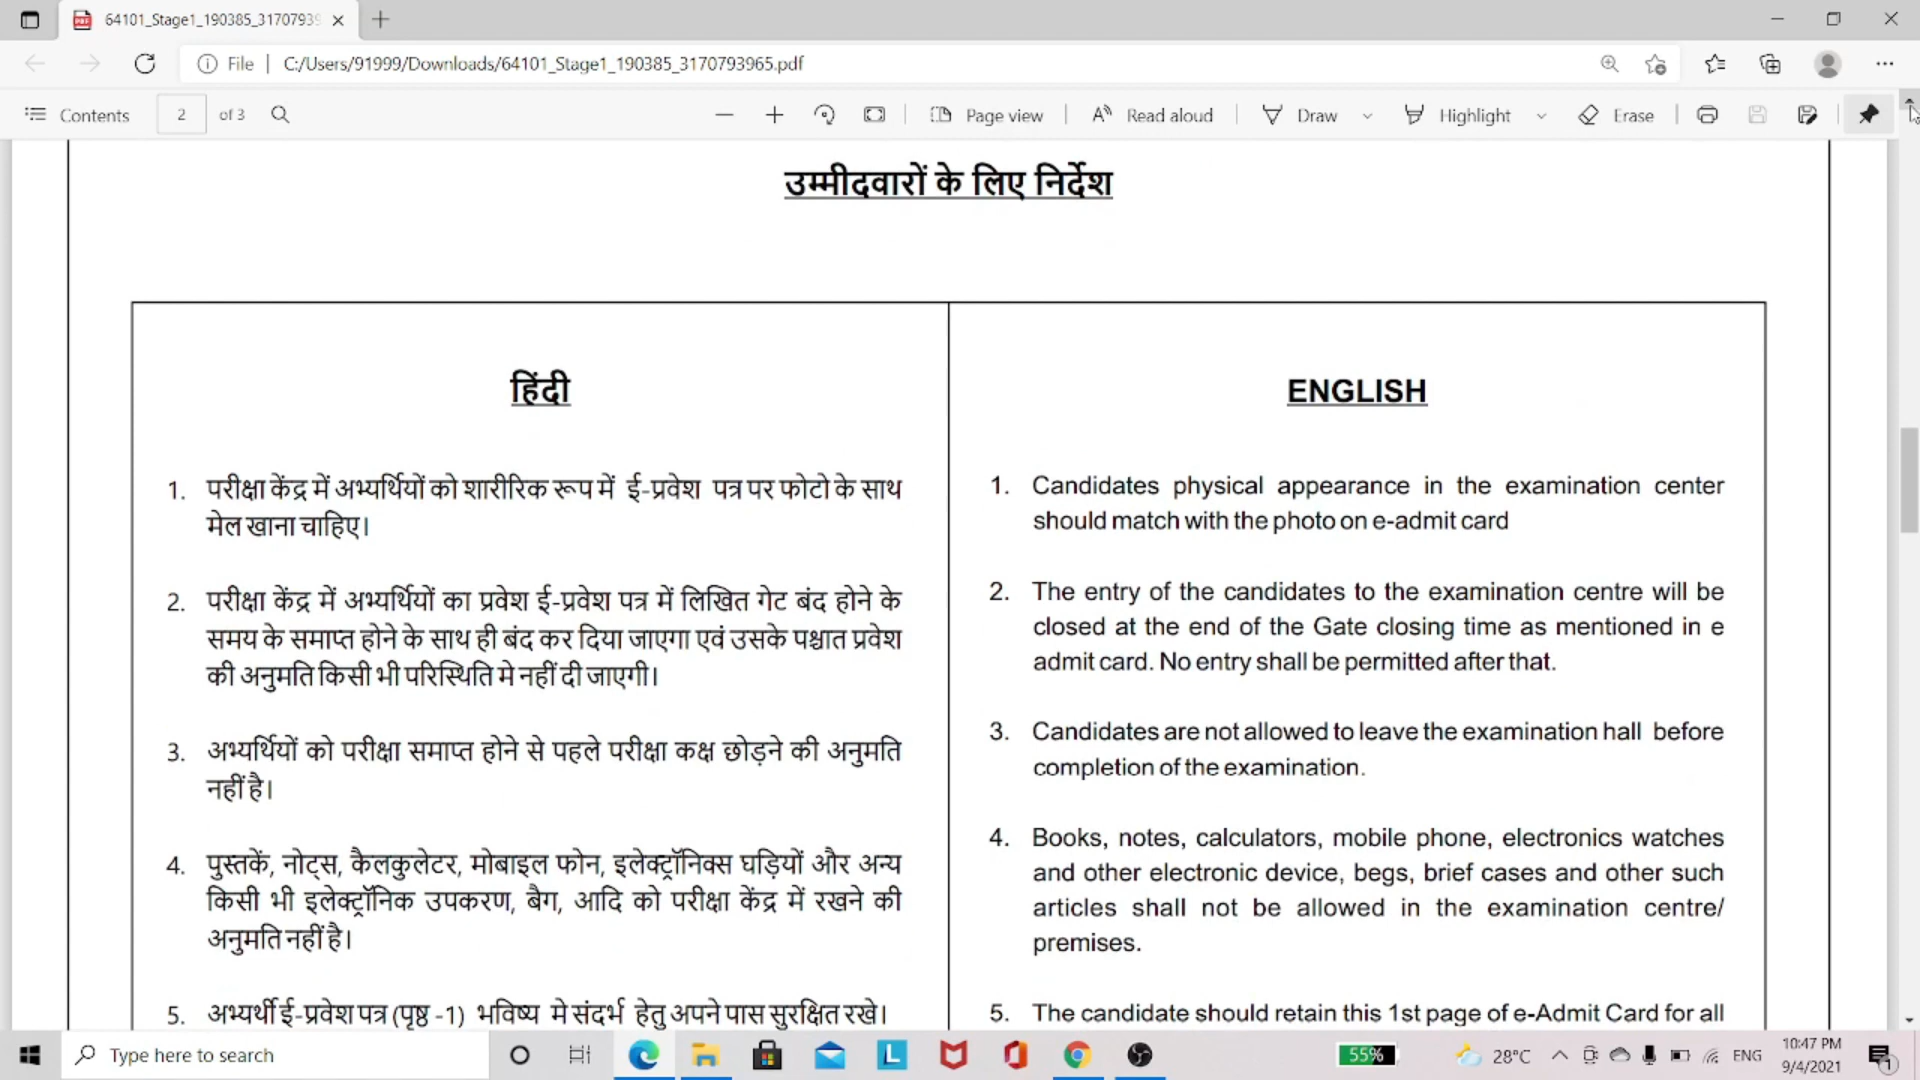 64101_Stage1_190385_31707939
File
C:/Users/91999/Downloads/64101_Stage1_190385_3170793965.pdf
Contents
2
of 3
Page view
Read aloud
Draw
Highlight
Erase
उम्मीदवारों के लिए निर्देश
हिंदी
1. परीक्षा केंद्र में अभ्यर्थियों को शारीरिक रूप में ई-प्रवेश पत्र पर फोटो के साथ
मेल खाना चाहिए।
2. परीक्षा केंद्र में अभ्यर्थियों का प्रवेश ई-प्रवेश पत्र में लिखित गेट बंद होने के
समय के समाप्त होने के साथ ही बंद कर दिया जाएगा एवं उसके पश्चात प्रवेश
की अनुमति किसी भी परिस्थिति मे नहीं दी जाएगी।
3. अभ्यर्थियों को परीक्षा समाप्त होने से पहले परीक्षा कक्ष छोड़ने की अनुमति
नहीं है।
4. पुस्तकें, नोट्स, कैलकुलेटर, मोबाइल फोन, इलेक्ट्रॉनिक्स घड़ियों और अन्य
किसी भी इलेक्ट्रॉनिक उपकरण, बैग, आदि को परीक्षा केंद्र में रखने की
अनुमति नहीं है।
5. अभ्यर्थी ई-प्रवेश पत्र (पृष्ठ -1) भविष्य मे संदर्भ हेतु अपने पास सुरक्षित रखे।
ENGLISH
1. Candidates physical appearance in the examination center
should match with the photo on e-admit card
2. The entry of the candidates to the examination centre will be
closed at the end of the Gate closing time as mentioned in e
admit card. No entry shall be permitted after that.
3. Candidates are not allowed to leave the examination hall before
completion of the examination.
4. Books, notes, calculators, mobile phone, electronics watches
and other electronic device, begs, brief cases and other such
articles shall not be allowed in the examination centre/
premises.
5. The candidate should retain this 1st page of e-Admit Card for all
Type here to search
55%
28°C
ENG
10:47 PM
9/4/2021
1